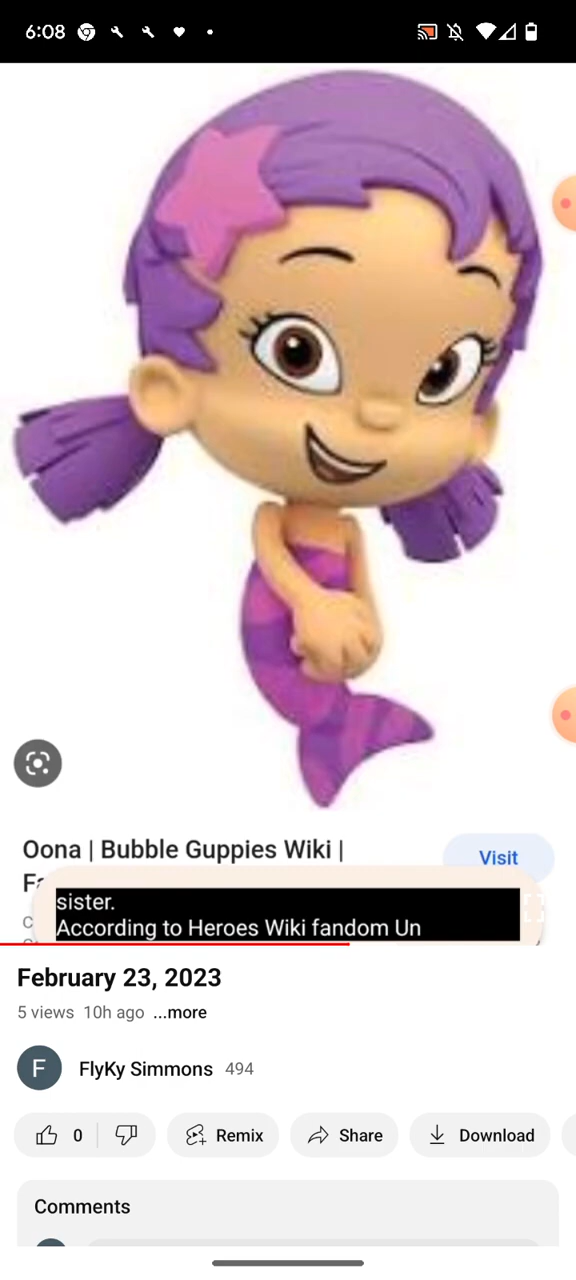 6:08
Oona | Bubble Guppies Wiki |
Visit
sister.
According to Heroes Wiki fandom Un
February 23, 2023
5 views 10h ago ...more
F FlyKy Simmons 494
0 Remix Share Download
Comments